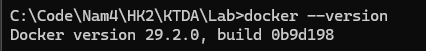 C:\Code\Nam4\HK2\KTDA\Lab>docker --version
Docker version 29.2.0, build 0b9d198